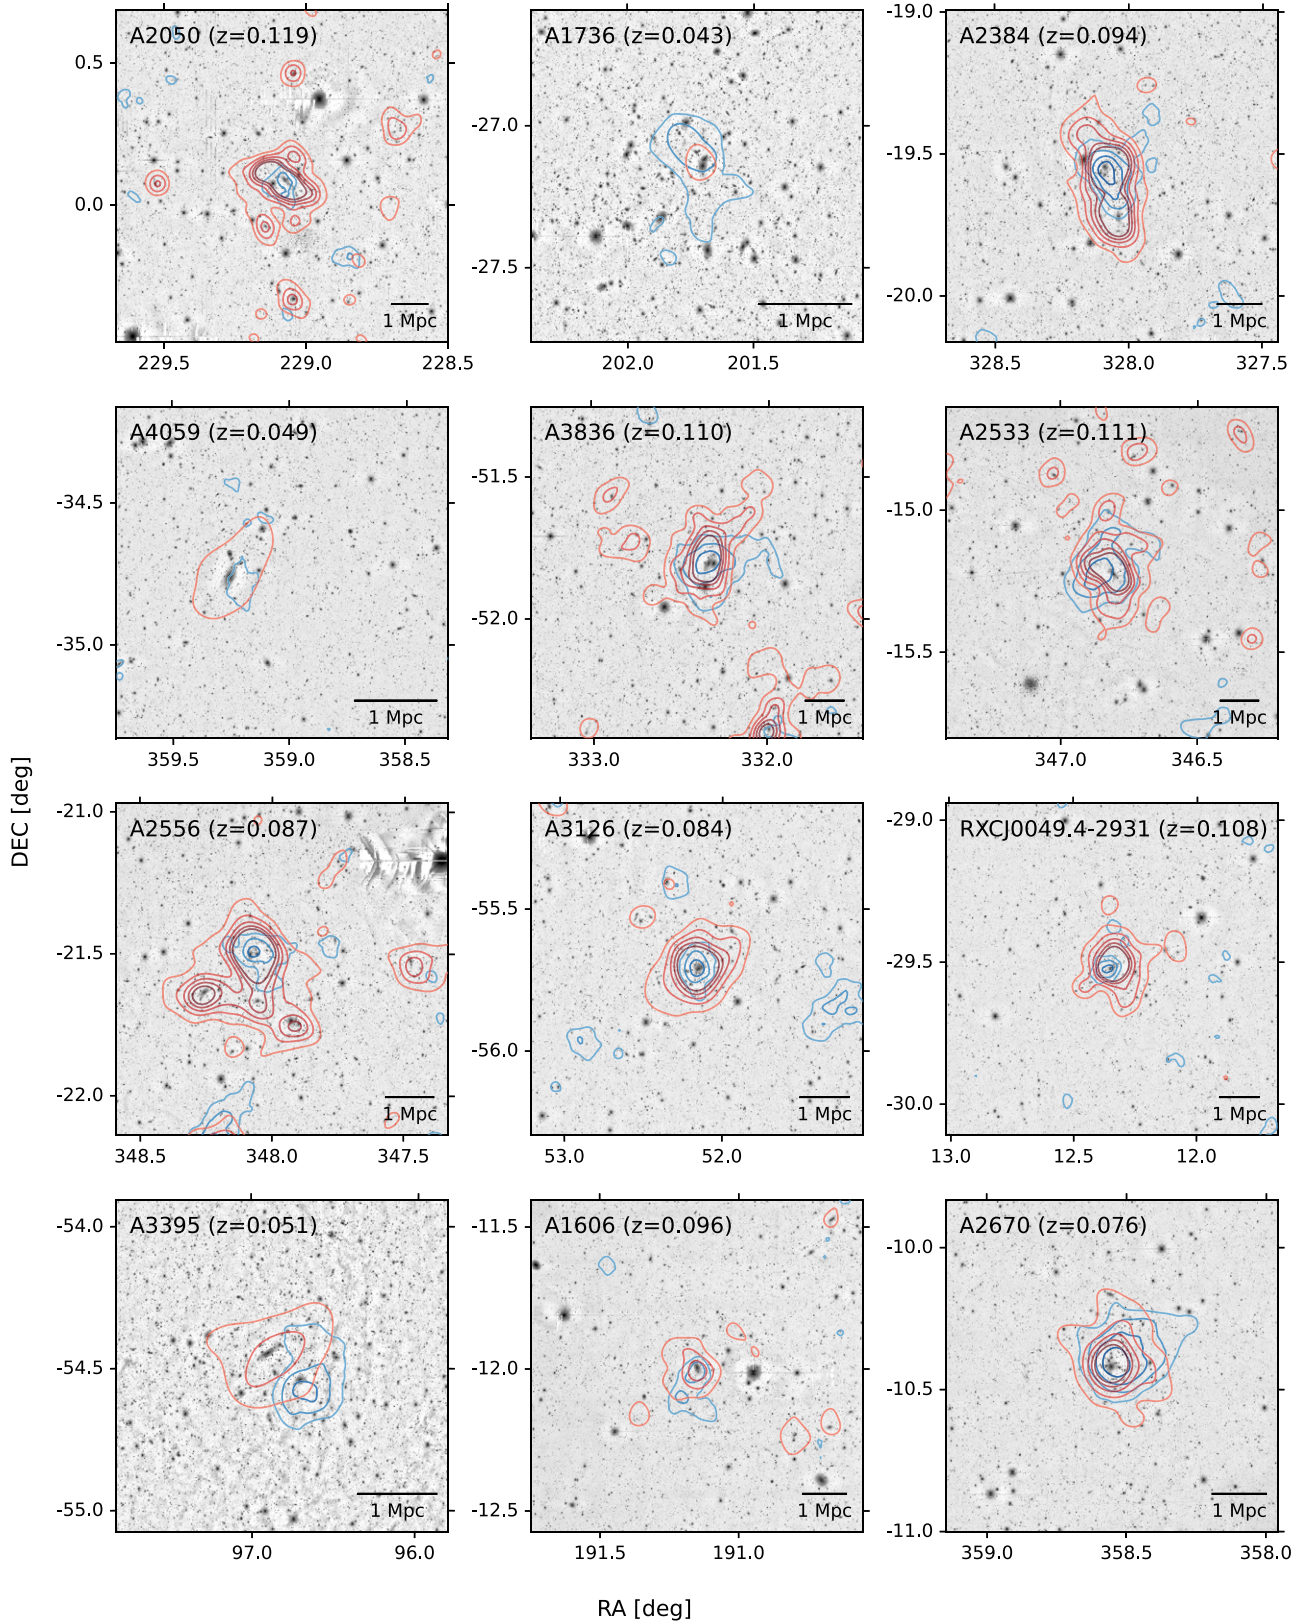 A2050 (z=0.119)
0.5
0.0
1 Mpc
229.5 229.0 228.5
A1736 (z=0.043)
-27.0
-27.5
1 Mpc
202.0 201.5
A2384 (z=0.094)
-19.0
-19.5
-20.0
1 Mpc
328.5 328.0 327.5
A4059 (z=0.049)
-34.5
-35.0
1 Mpc
359.5 359.0 358.5
A3836 (z=0.110)
-51.5
-52.0
1 Mpc
333.0 332.0
A2533 (z=0.111)
-15.0
-15.5
1 Mpc
347.0 346.5
DEC [deg]
A2556 (z=0.087)
-21.0
-21.5
-22.0
1 Mpc
348.5 348.0 347.5
A3126 (z=0.084)
-55.5
-56.0
1 Mpc
53.0 52.0
RXCJ0049.4-2931 (z=0.108)
-29.0
-29.5
-30.0
1 Mpc
13.0 12.5 12.0
A3395 (z=0.051)
-54.0
-54.5
-55.0
1 Mpc
97.0 96.0
A1606 (z=0.096)
-11.5
-12.0
-12.5
1 Mpc
191.5 191.0
A2670 (z=0.076)
-10.0
-10.5
-11.0
1 Mpc
359.0 358.5 358.0
RA [deg]